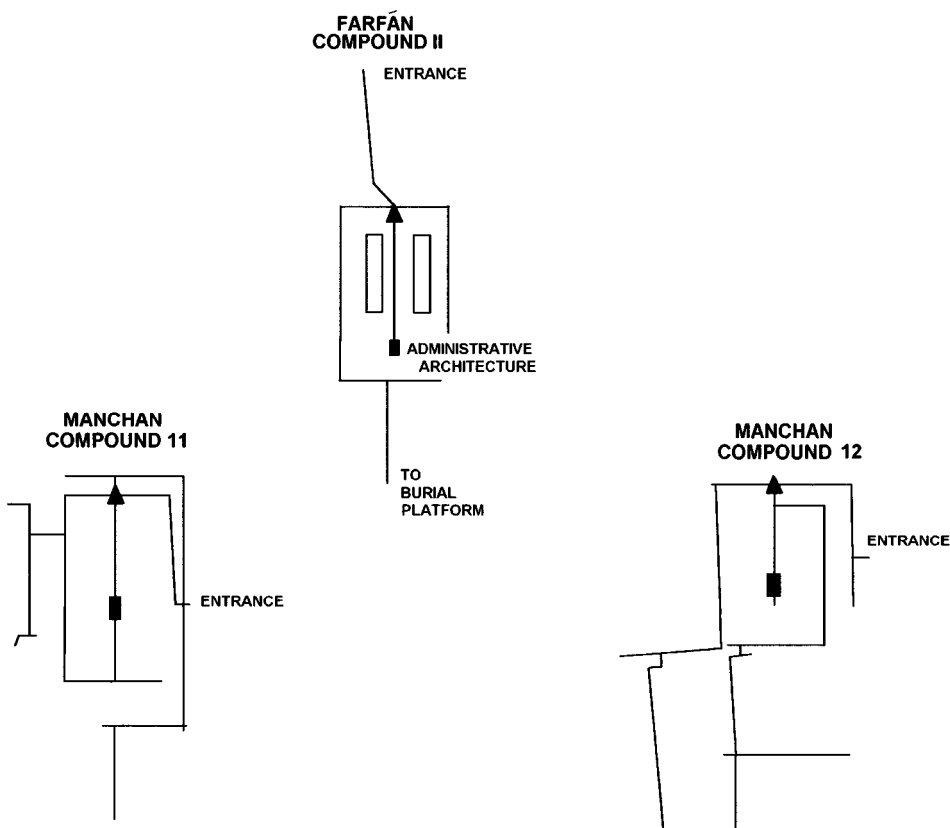 FARFÁN
COMPOUND II
ENTRANCE
ADMINISTRATIVE
ARCHITECTURE
TO
BURIAL
PLATFORM
MANCHAN
COMPOUND 11
ENTRANCE
MANCHAN
COMPOUND 12
ENTRANCE